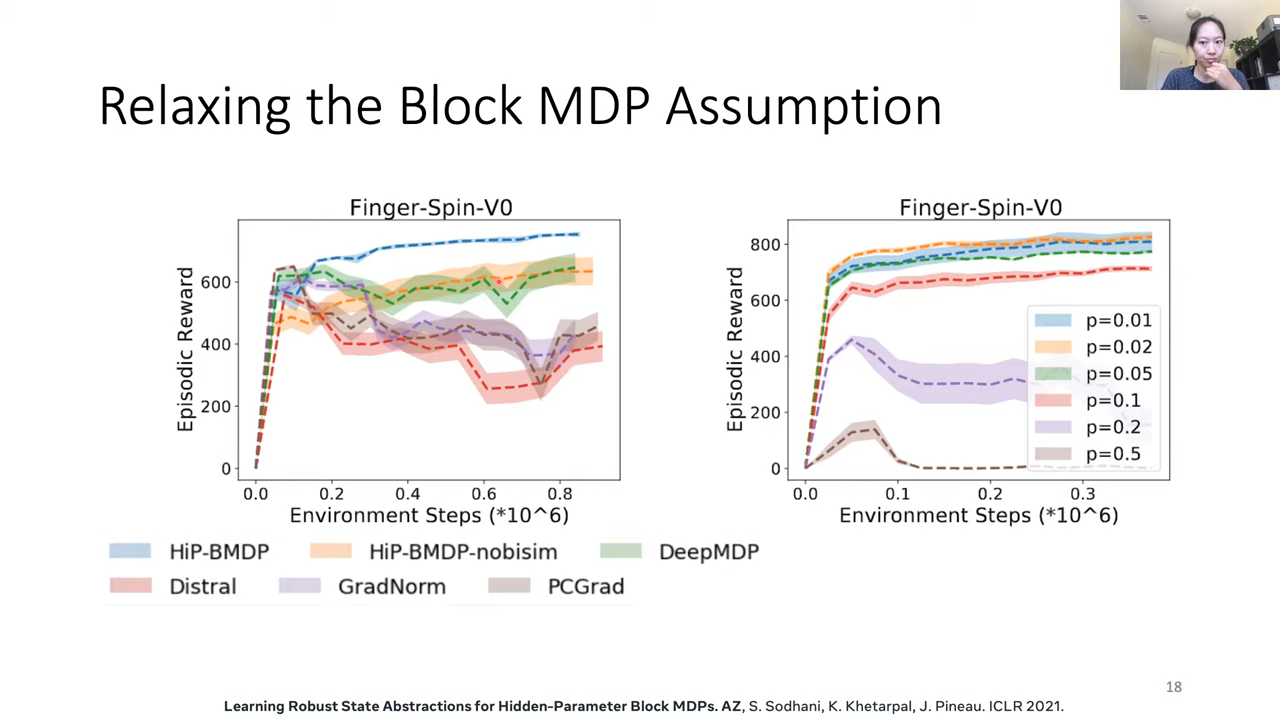 Relaxing the Block MDP Assumption
Finger-Spin-V0
Episodic Reward
600
400
200
0
0.0 0.2 0.4 0.6 0.8
Environment Steps (*10^6)
HiP-BMDP HiP-BMDP-nobisim DeepMDP
Distral GradNorm PCGrad
Finger-Spin-V0
Episodic Reward
800
600
400
200
0
0.0 0.1 0.2 0.3
Environment Steps (*10^6)
p=0.01
p=0.02
p=0.05
p=0.1
p=0.2
p=0.5
18
Learning Robust State Abstractions for Hidden-Parameter Block MDPs. AZ, S. Sodhani, K. Khetarpal, J. Pineau. ICLR 2021.